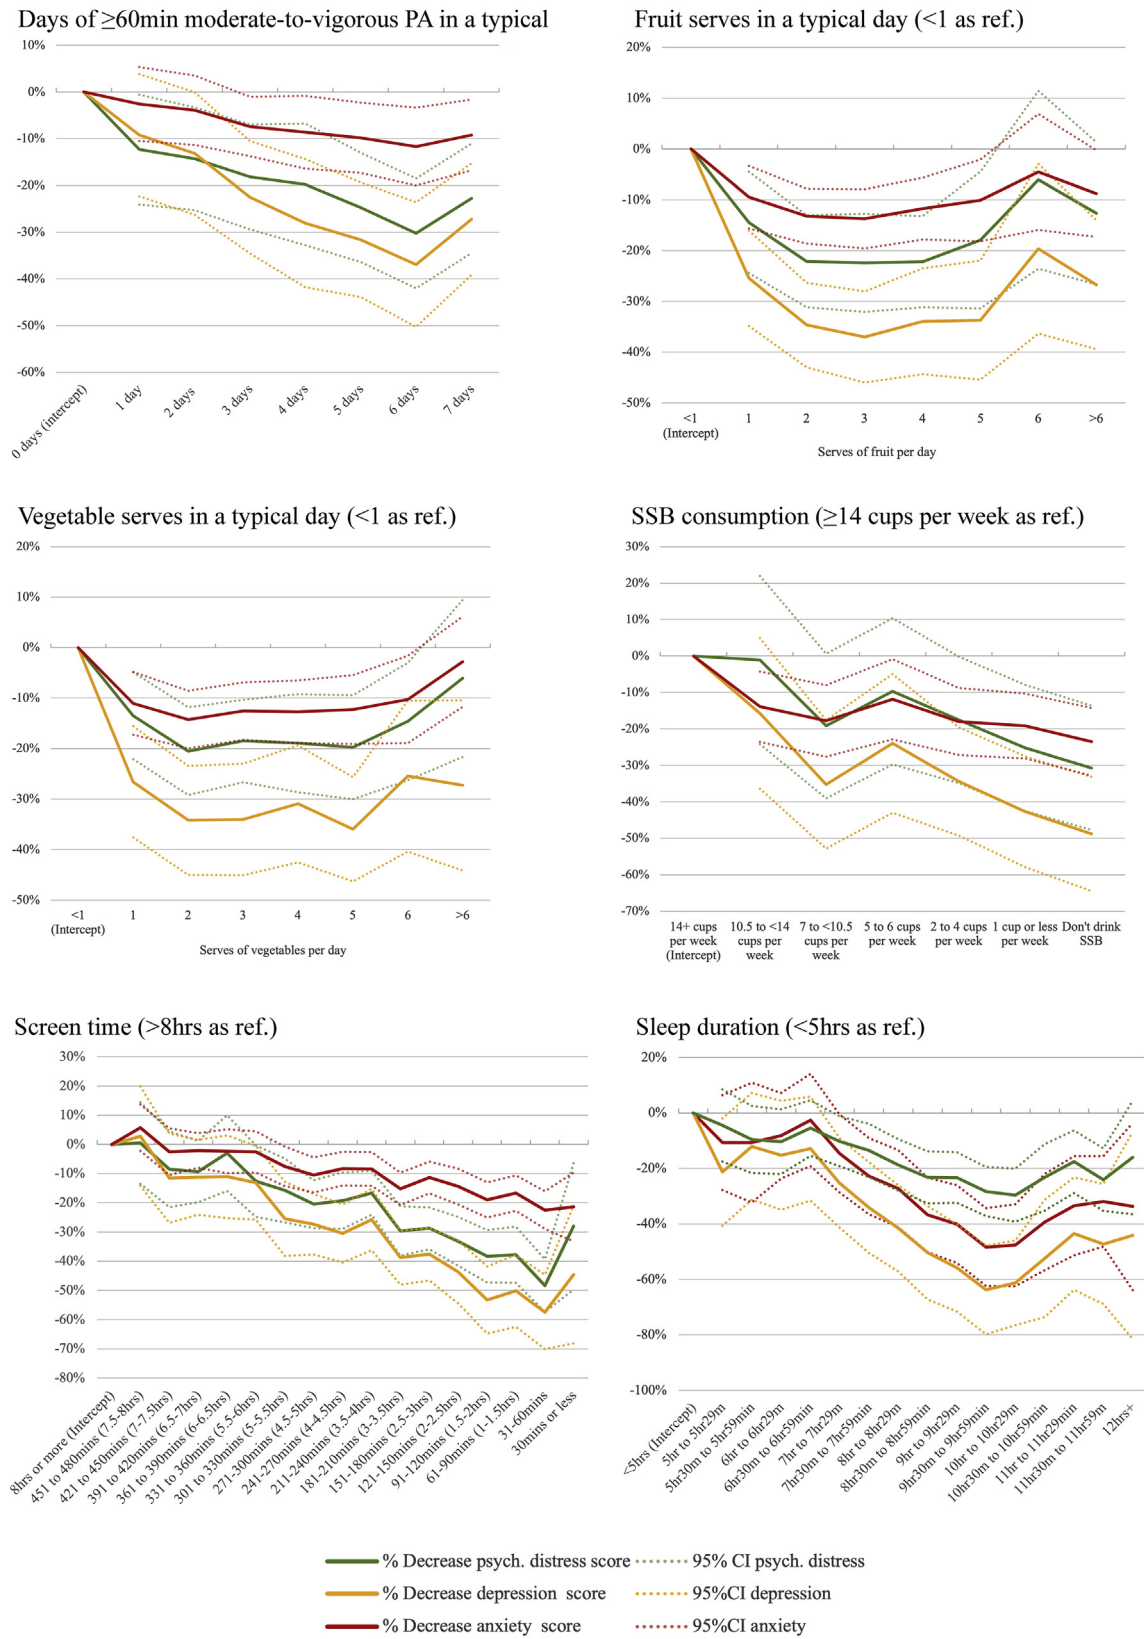 Days of ≥60min moderate-to-vigorous PA in a typical
10%
0%
-10%
-20%
-30%
-40%
-50%
-60%
0 days (intercept)
1 day
2 days
3 days
4 days
5 days
6 days
7 days
Fruit serves in a typical day (<1 as ref.)
20%
10%
0%
-10%
-20%
-30%
-40%
-50%
<1 1 2 3 4 5 6 >6
(Intercept)
Serves of fruit per day
Vegetable serves in a typical day (<1 as ref.)
20%
10%
0%
-10%
-20%
-30%
-40%
-50%
<1 1 2 3 4 5 6 >6
(Intercept)
Serves of vegetables per day
SSB consumption (≥14 cups per week as ref.)
30%
20%
10%
0%
-10%
-20%
-30%
-40%
-50%
-60%
-70%
14+ cups per week (Intercept)
10.5 to <14 cups per week
7 to <10.5 cups per week
5 to 6 cups per week
2 to 4 cups per week
1 cup or less per week
Don't drink SSB
Screen time (>8hrs as ref.)
30%
20%
10%
0%
-10%
-20%
-30%
-40%
-50%
-60%
-70%
-80%
8hrs or more (Intercept)
451 to 480mins (7.5-8hrs)
421 to 450mins (7-7.5hrs)
391 to 420mins (6.5-7hrs)
361 to 390mins (6-6.5hrs)
331 to 360mins (5.5-6hrs)
301 to 330mins (5-5.5hrs)
271-300mins (4.5-5hrs)
241-270mins (4-4.5hrs)
211-240mins (3.5-4hrs)
181-210mins (3-3.5hrs)
151-180mins (2.5-3hrs)
121-150mins (2-2.5hrs)
91-120mins (1.5-2hrs)
61-90mins (1-1.5hrs)
31-60mins
30mins or less
Sleep duration (<5hrs as ref.)
20%
0%
-20%
-40%
-60%
-80%
-100%
<5hrs (Intercept)
5hr to 5hr29m
5hr30m to 5hr59min
6hr to 6hr29m
6hr30m to 6hr59min
7hr to 7hr29m
7hr30m to 7hr59min
8hr to 8hr29m
8hr30m to 8hr59min
9hr to 9hr29m
9hr30m to 9hr59min
10hr to 10hr29m
10hr30m to 10hr59min
11hr to 11hr29min
11hr30m to 11hr59m
12hrs+
% Decrease psych. distress score
95% CI psych. distress
% Decrease depression score
95%CI depression
% Decrease anxiety score
95%CI anxiety